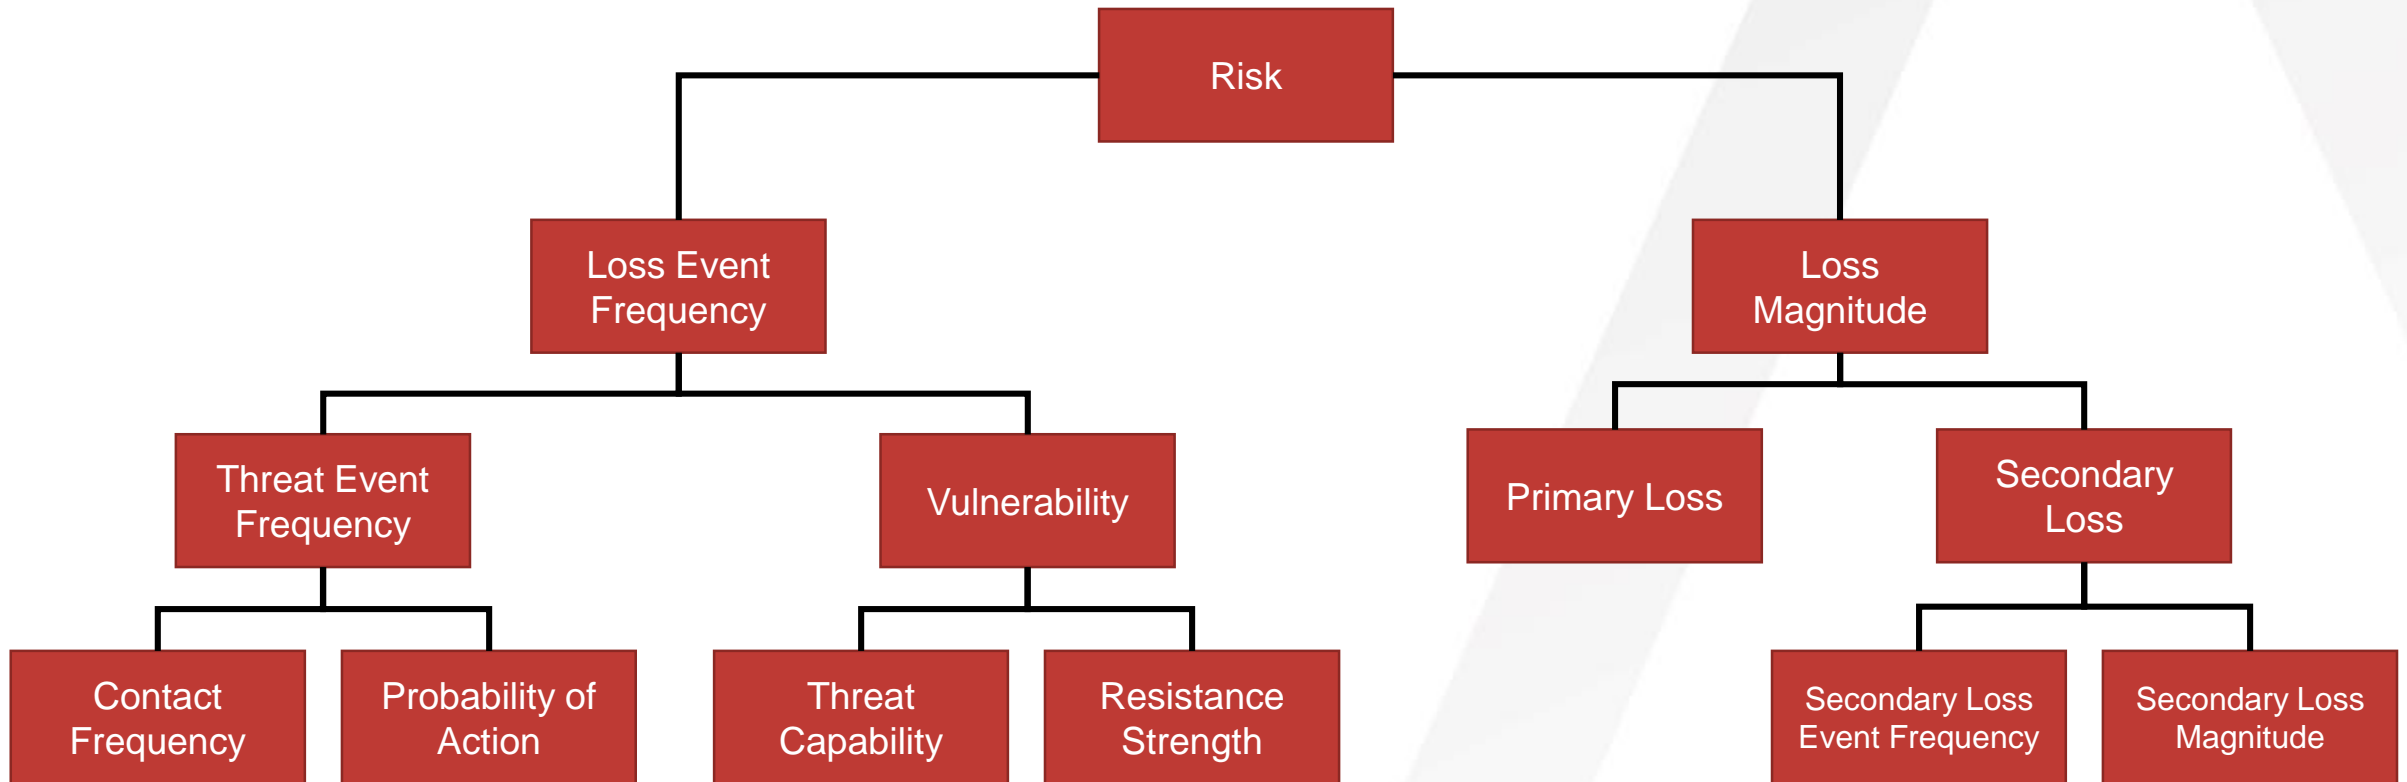 Risk
Loss Event
Frequency
Loss
Magnitude
Threat Event
Frequency
Vulnerability
Primary Loss
Secondary
Loss
Contact
Frequency
Probability of
Action
Threat
Capability
Resistance
Strength
Secondary Loss
Event Frequency
Secondary Loss
Magnitude